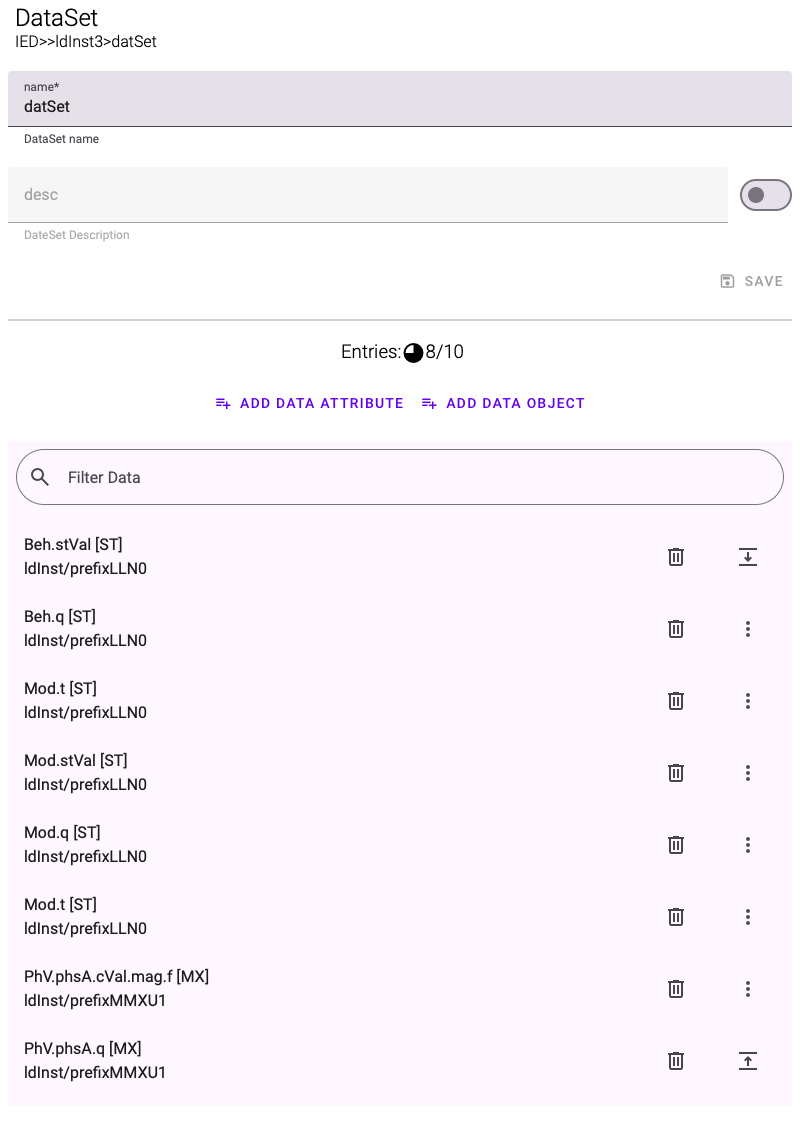 DataSet
IED>>ldInst3>datSet
name*
datSet
DataSet name
desc
DateSet Description
SAVE
Entries: 8/10
ADD DATA ATTRIBUTE ADD DATA OBJECT
Filter Data
Beh.stVal [ST]
ldInst/prefixLLN0
Beh.q [ST]
ldInst/prefixLLN0
Mod.t [ST]
ldInst/prefixLLN0
Mod.stVal [ST]
ldInst/prefixLLN0
Mod.q [ST]
ldInst/prefixLLN0
Mod.t [ST]
ldInst/prefixLLN0
PhV.phsA.cVal.mag.f [MX]
ldInst/prefixMMXU1
PhV.phsA.q [MX]
ldInst/prefixMMXU1